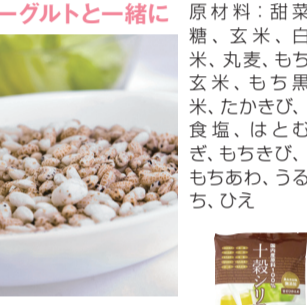 ーグルトと一緒に
原材料：甜菜
糖、玄米、白
米、丸麦、もち
玄米、もち黒
米、たかきび、
食塩、はとむ
ぎ、もちきび、
もちあわ、うる
ち、ひえ
十穀シリ